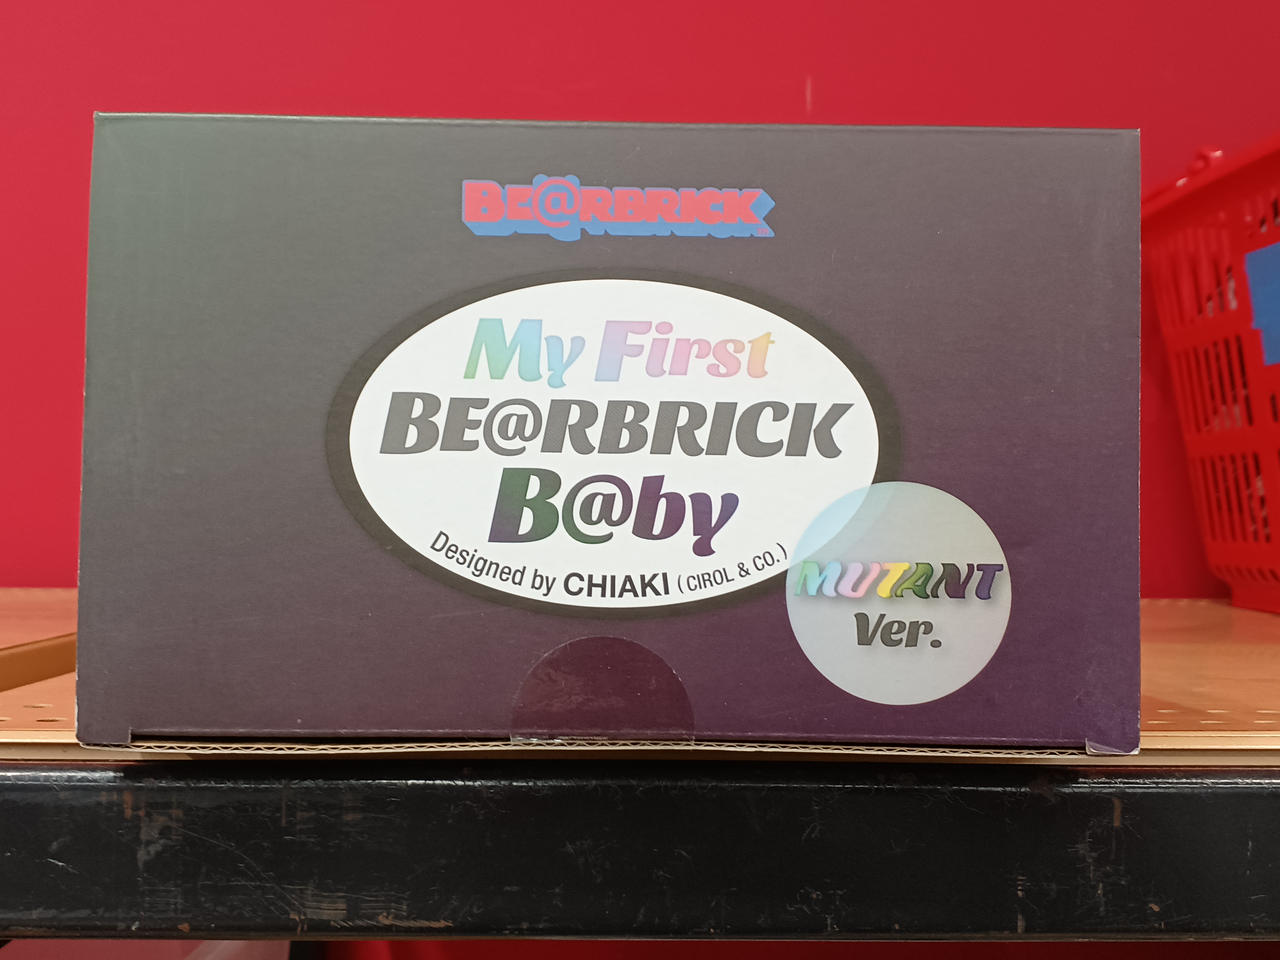 BE@RBRICK
My First
BE@RBRICK
B@by
Designed by CHIAKI (CIROL & CO.)
MUTANT
Ver.